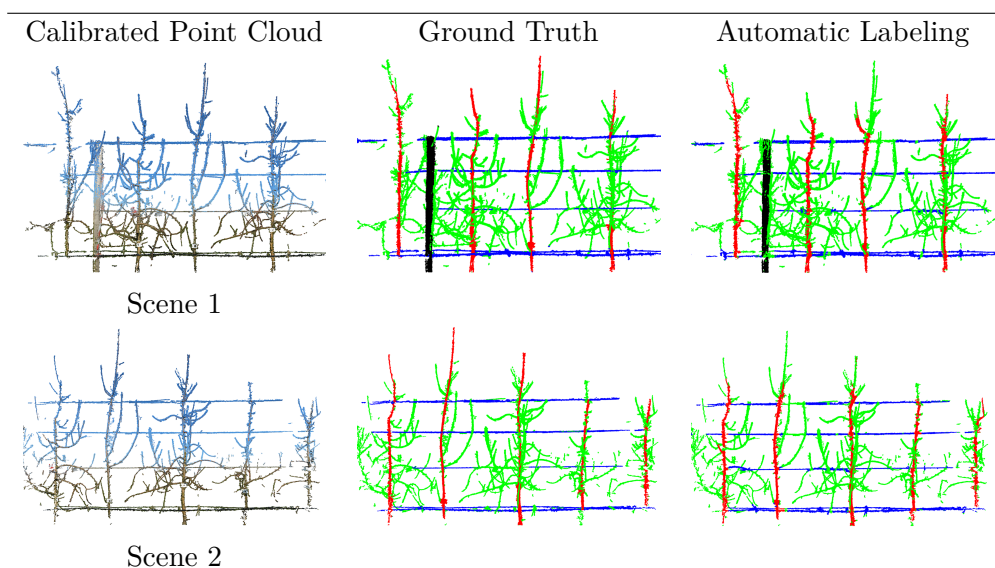 Calibrated Point Cloud Ground Truth Automatic Labeling
Scene 1
Scene 2